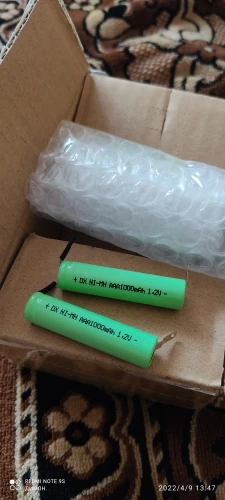 + DX NI-MH AAA1000mAh 1.2V -
+ DX NI-MH AAA1000mAh 1.2V -
REDMI NOTE 9S
2022/4/9 13:47